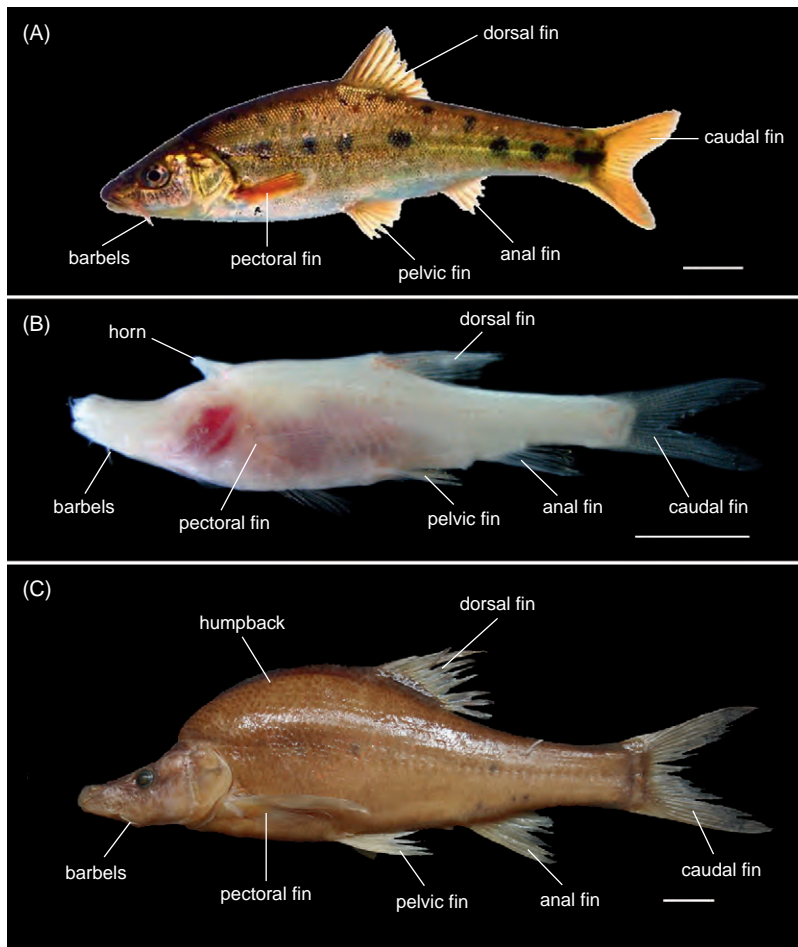 (A)
dorsal fin
caudal fin
barbels
pectoral fin
pelvic fin
anal fin
(B)
horn
dorsal fin
barbels
pectoral fin
pelvic fin
anal fin
caudal fin
(C)
humpback
dorsal fin
barbels
pectoral fin
pelvic fin
anal fin
caudal fin